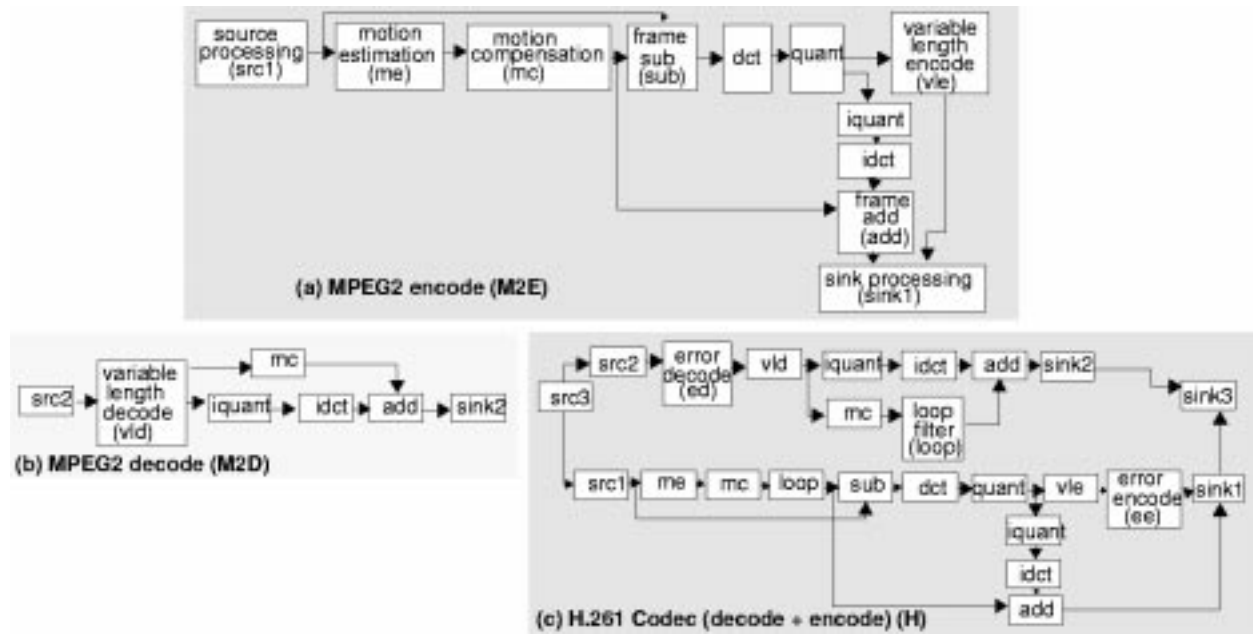 source
processing
(src1)
motion
estimation
(me)
motion
compensation
(mc)
frame
sub
(sub)
dct
quant
variable
length
encode
(vle)
iquant
idct
frame
add
(add)
sink processing
(sink1)
(a) MPEG2 encode (M2E)
src2
variable
length
decode
(vld)
mc
iquant
idct
add
sink2
(b) MPEG2 decode (M2D)
src3
src2
error
decode
(ed)
vld
iquant
idct
add
sink2
sink3
mc
loop
filter
(loop)
src1
me
mc
loop
sub
dct
quant
vle
error
encode
(ee)
sink1
iquant
idct
add
(c) H.261 Codec (decode + encode) (H)